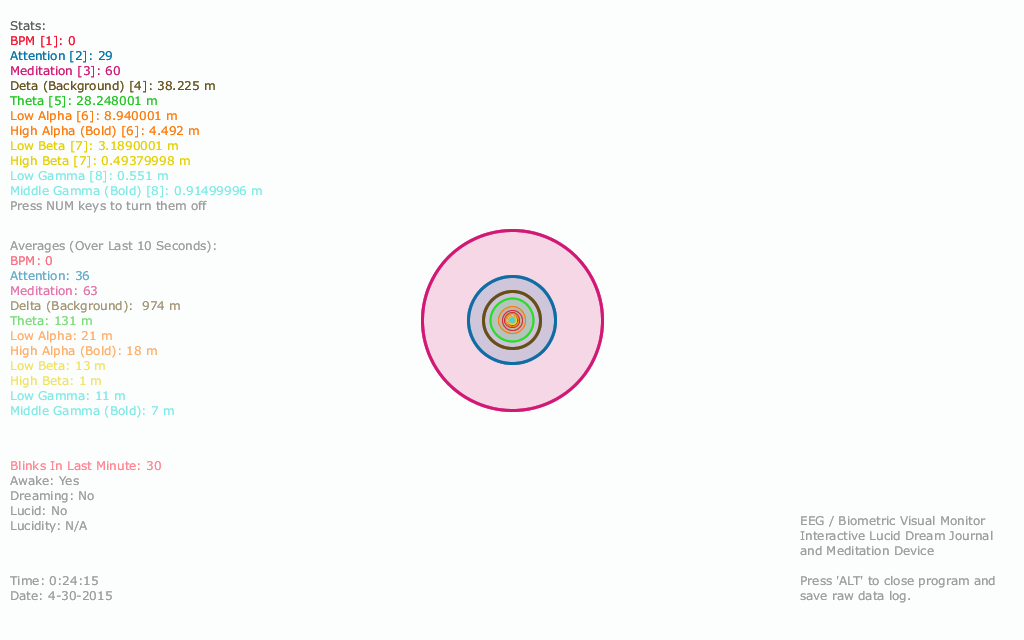 Stats:
BPM [1]: 0
Attention [2]: 29
Meditation [3]: 60
Deta (Background) [4]: 38.225 m
Theta [5]: 28.248001 m
Low Alpha [6]: 8.940001 m
High Alpha (Bold) [6]: 4.492 m
Low Beta [7]: 3.1890001 m
High Beta [7]: 0.49379998 m
Low Gamma [8]: 0.551 m
Middle Gamma (Bold) [8]: 0.91499996 m
Press NUM keys to turn them off
Averages (Over Last 10 Seconds):
BPM: 0
Attention: 36
Meditation: 63
Delta (Background):  974 m
Theta: 131 m
Low Alpha: 21 m
High Alpha (Bold): 18 m
Low Beta: 13 m
High Beta: 1 m
Low Gamma: 11 m
Middle Gamma (Bold): 7 m
Blinks In Last Minute: 30
Awake: Yes
Dreaming: No
Lucid: No
Lucidity: N/A
Time: 0:24:15
Date: 4-30-2015
EEG / Biometric Visual Monitor
Interactive Lucid Dream Journal
and Meditation Device
Press 'ALT' to close program and
save raw data log.